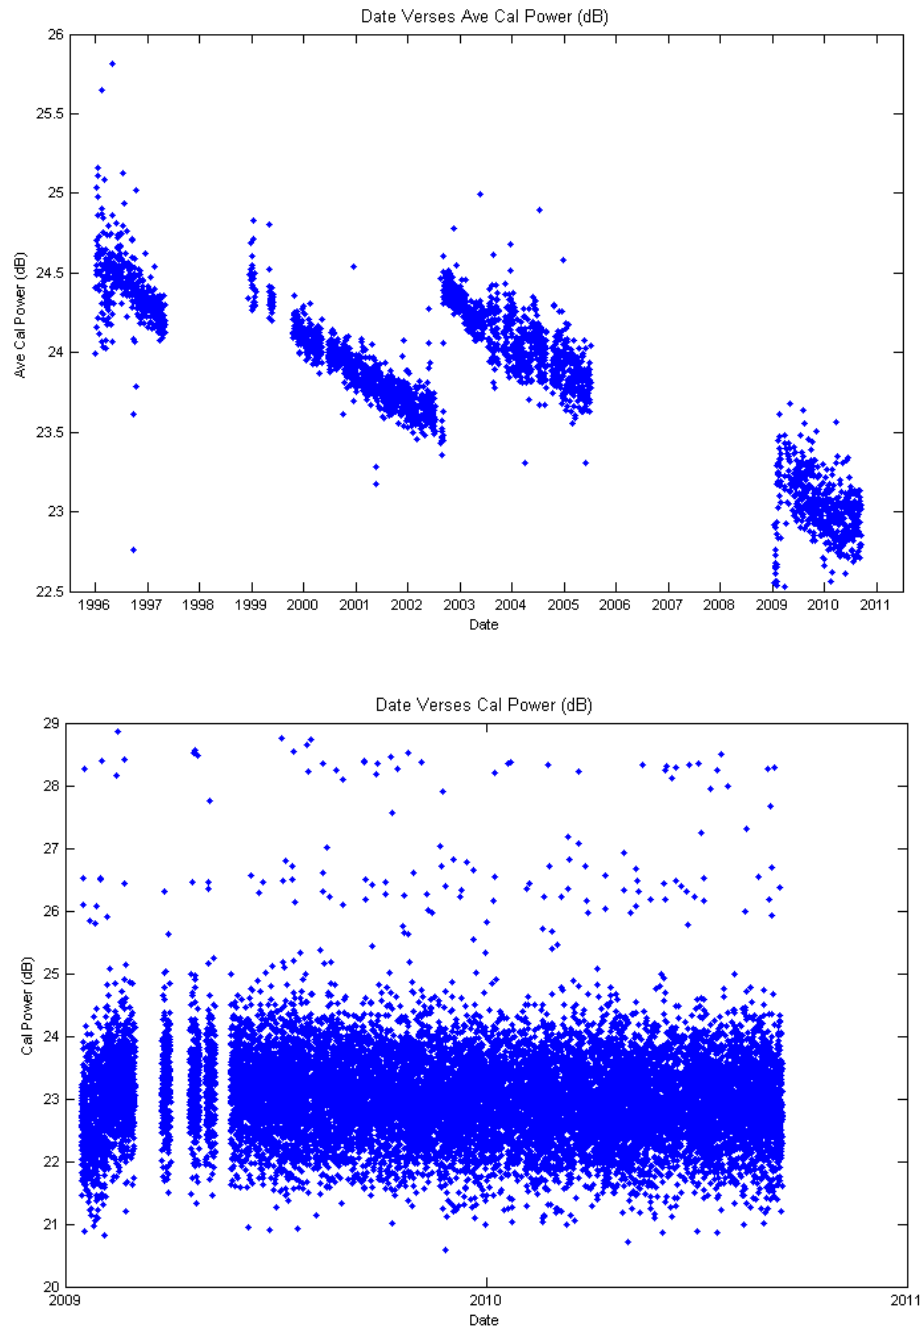 Date Verses Ave Cal Power (dB)
26
25.5
25
24.5
24
23.5
23
22.5
Ave Cal Power (dB)
1996 1997 1998 1999 2000 2001 2002 2003 2004 2005 2006 2007 2008 2009 2010 2011
Date
Date Verses Cal Power (dB)
29
28
27
26
25
24
23
22
21
20
Cal Power (dB)
2009 2010 2011
Date